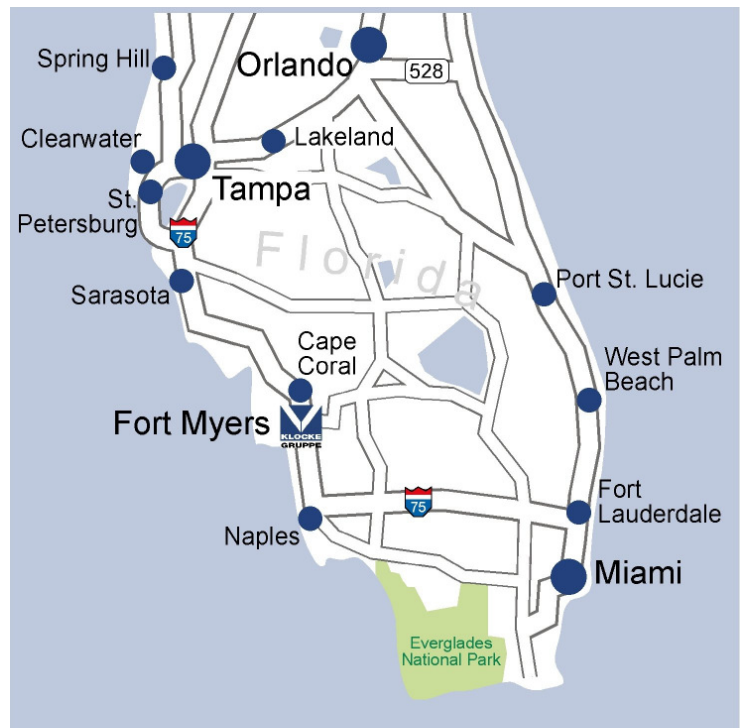 Orlando
Spring Hill
528
Clearwater
Lakeland
Tampa
St.
Petersburg
75
Florida
Sarasota
Port St. Lucie
Cape
Coral
West Palm
Beach
Fort Myers
KLOCKE
GRUPPE
75
Fort
Lauderdale
Naples
Miami
Everglades
National Park